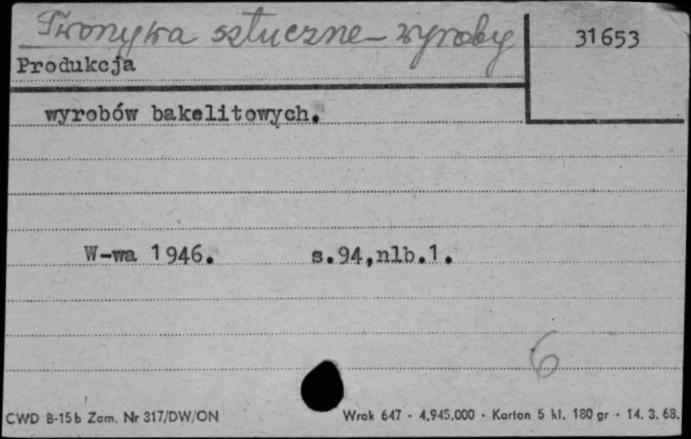 Tworzywa sztuczne - wyroby
31653
Produkcja
wyrobów bakelitowych.
W-wa 1946. s.94,nlb.1.
6
CWD B-15b Zam. Nr 317/DW/ON Wrak 647 - 4.945.000 - Karton 5 kl. 180 gr - 14. 3. 68.